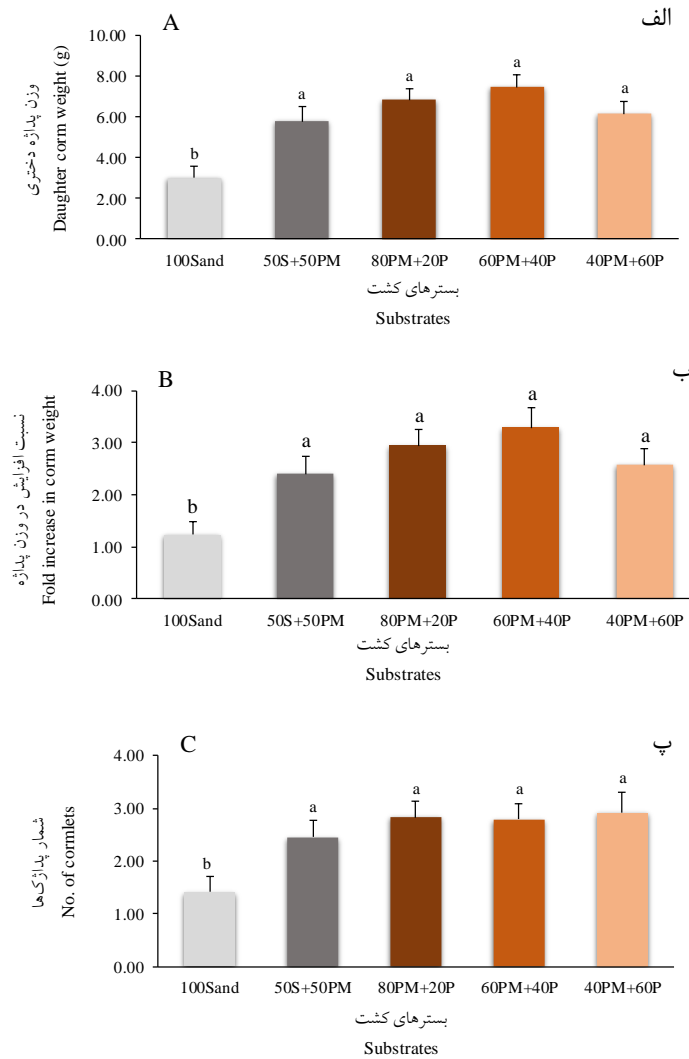 A
الف
وزن پداژه دختری
Daughter corm weight (g)
10.00
8.00
6.00
4.00
2.00
0.00
b
a
a
a
a
100Sand
50S+50PM
80PM+20P
60PM+40P
40PM+60P
بسترهای کشت
Substrates
B
ب
نسبت افزایش در وزن پداژه
Fold increase in corm weight
4.00
3.00
2.00
1.00
0.00
b
a
a
a
a
100Sand
50S+50PM
80PM+20P
60PM+40P
40PM+60P
بسترهای کشت
Substrates
C
پ
شمار پداژک‌ها
No. of cormlets
4.00
3.00
2.00
1.00
0.00
b
a
a
a
a
100Sand
50S+50PM
80PM+20P
60PM+40P
40PM+60P
بسترهای کشت
Substrates